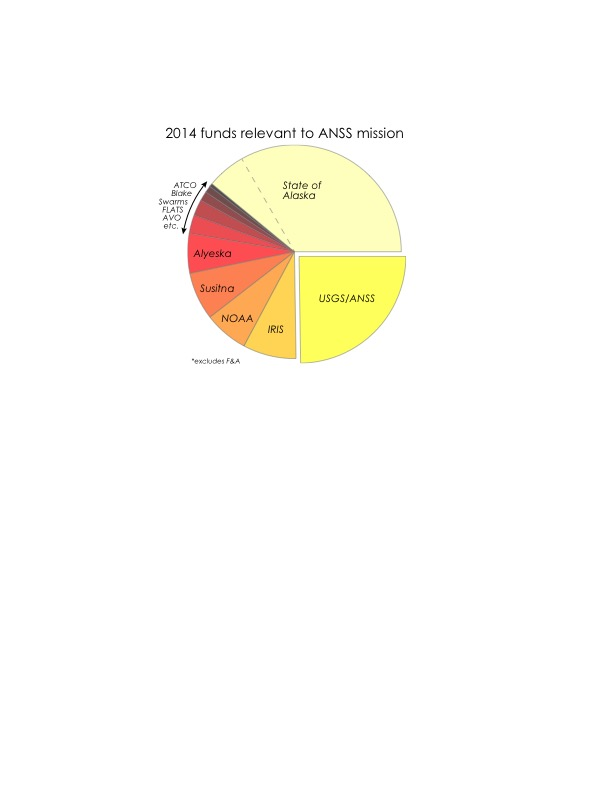 2014 funds relevant to ANSS mission
State of
Alaska
ATCO
Blake
Swarms
FLATS
AVO
etc.
Alyeska
Susitna
NOAA
IRIS
USGS/ANSS
*excludes F&A